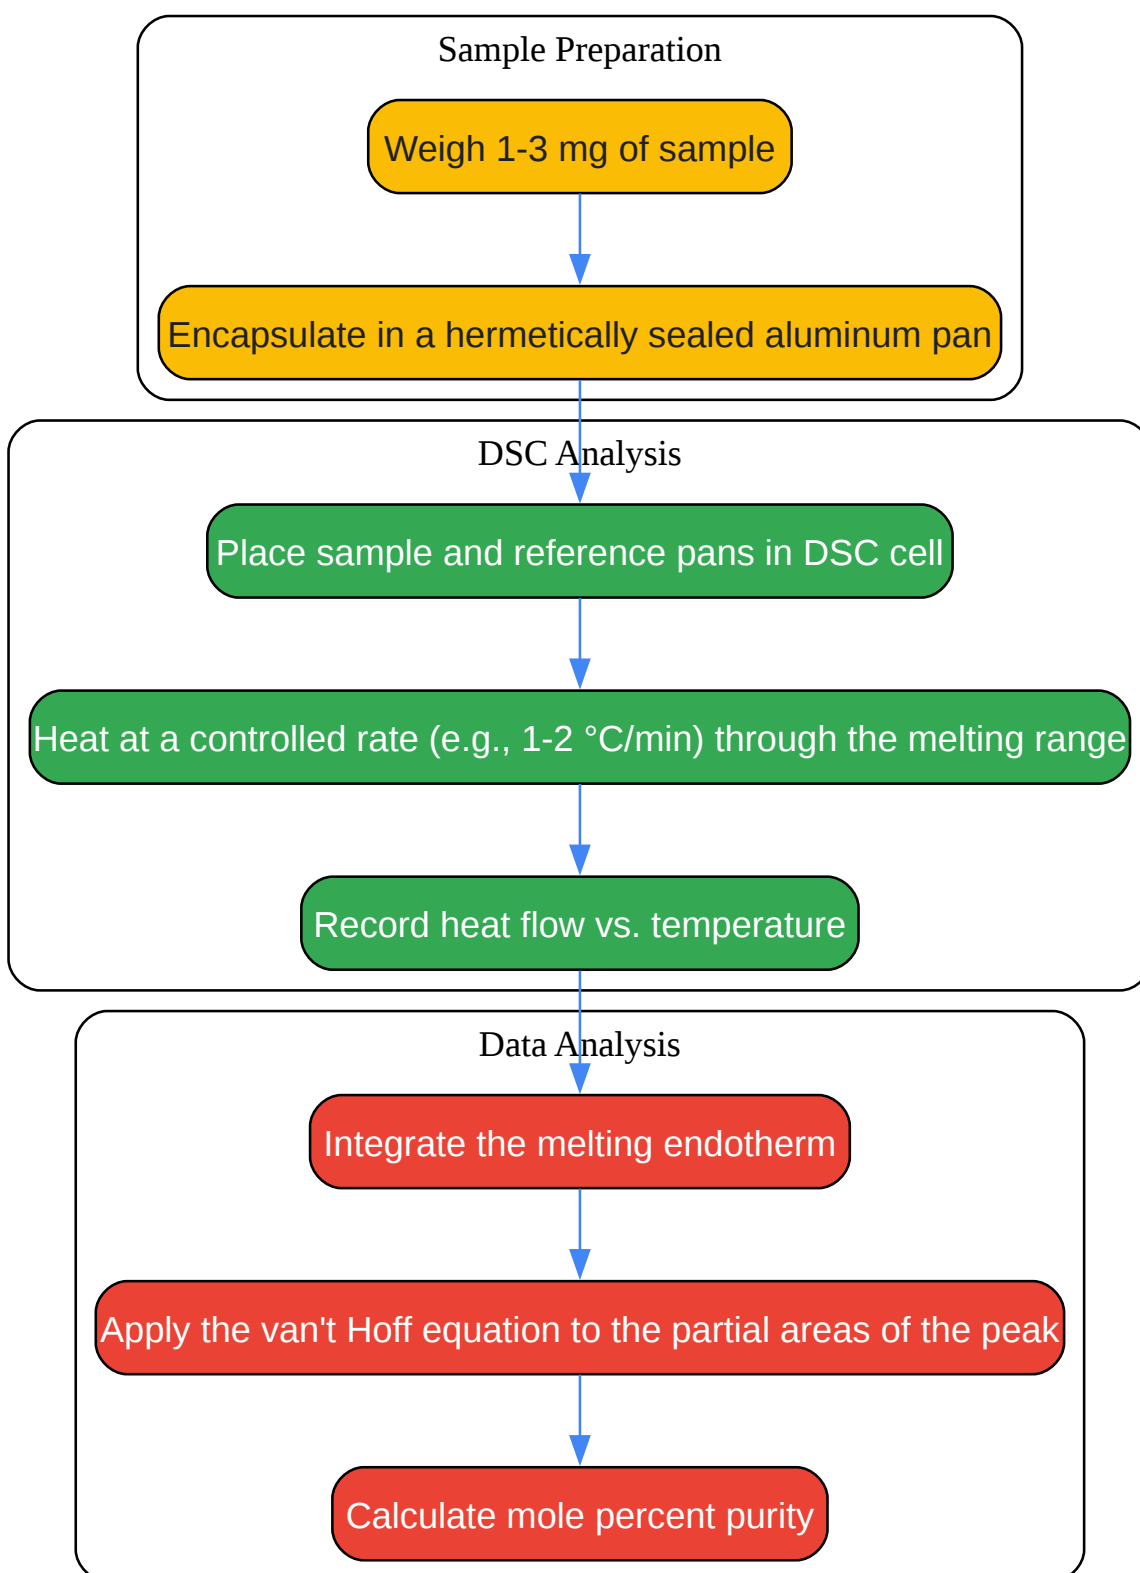 Sample Preparation
Weigh 1-3 mg of sample
Encapsulate in a hermetically sealed aluminum pan
DSC Analysis
Place sample and reference pans in DSC cell
Heat at a controlled rate (e.g., 1-2 °C/min) through the melting range
Record heat flow vs. temperature
Data Analysis
Integrate the melting endotherm
Apply the van't Hoff equation to the partial areas of the peak
Calculate mole percent purity